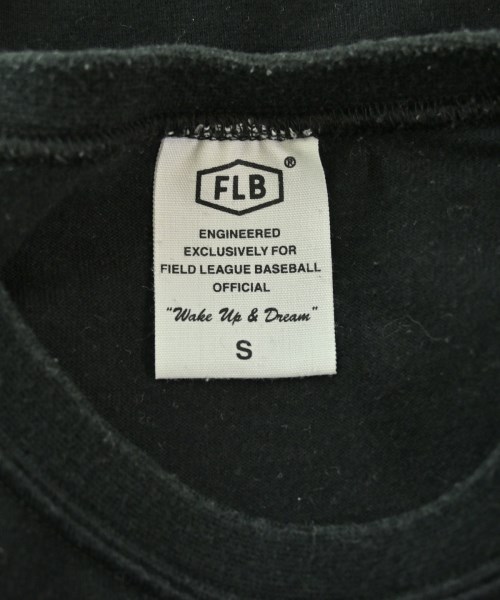 FLB ®
ENGINEERED
EXCLUSIVELY FOR
FIELD LEAGUE BASEBALL
OFFICIAL
"Wake Up & Dream"
S